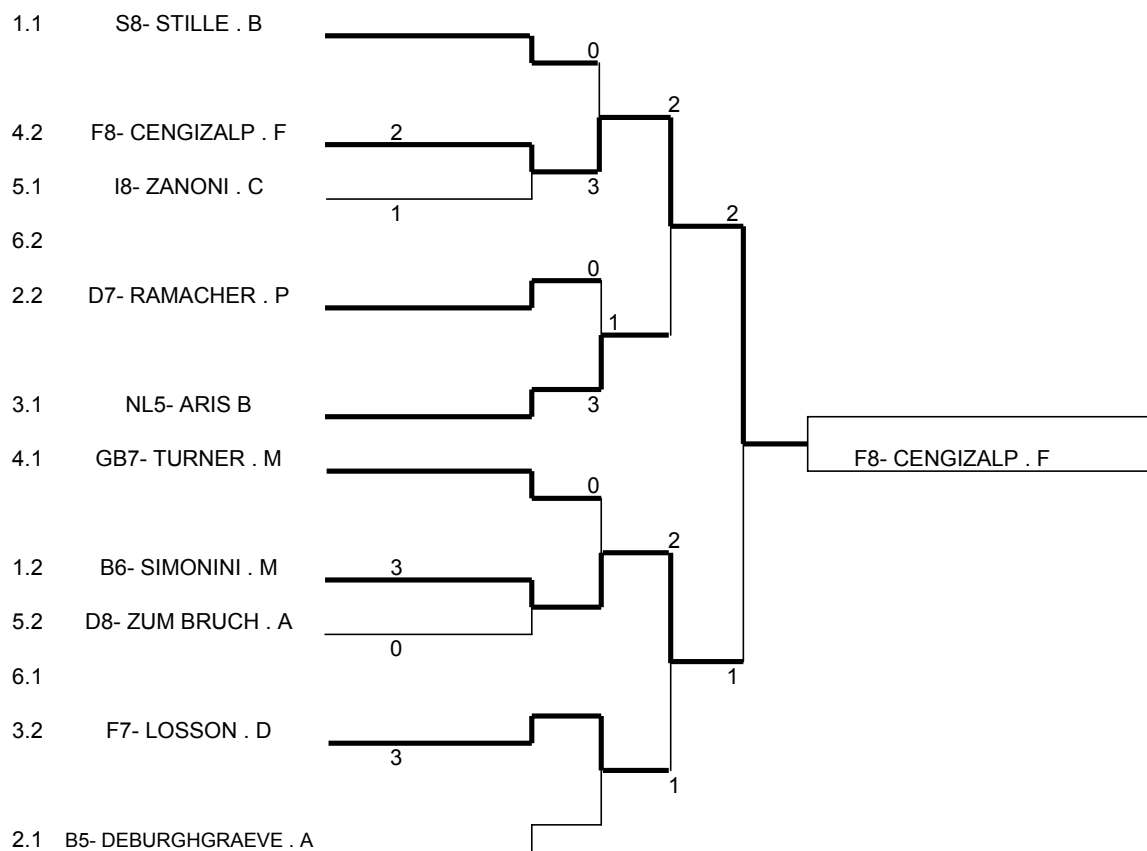 1.1 S8- STILLE . B
0
2
4.2 F8- CENGIZALP . F 2
5.1 I8- ZANONI . C 3
1
2
6.2
0
2.2 D7- RAMACHER . P
1
3.1 NL5- ARIS B 3
4.1 GB7- TURNER . M
F8- CENGIZALP . F
0
2
1.2 B6- SIMONINI . M 3
5.2 D8- ZUM BRUCH . A
0
6.1
1
3.2 F7- LOSSON . D
3
1
2.1 B5- DEBURGHGRAEVE . A